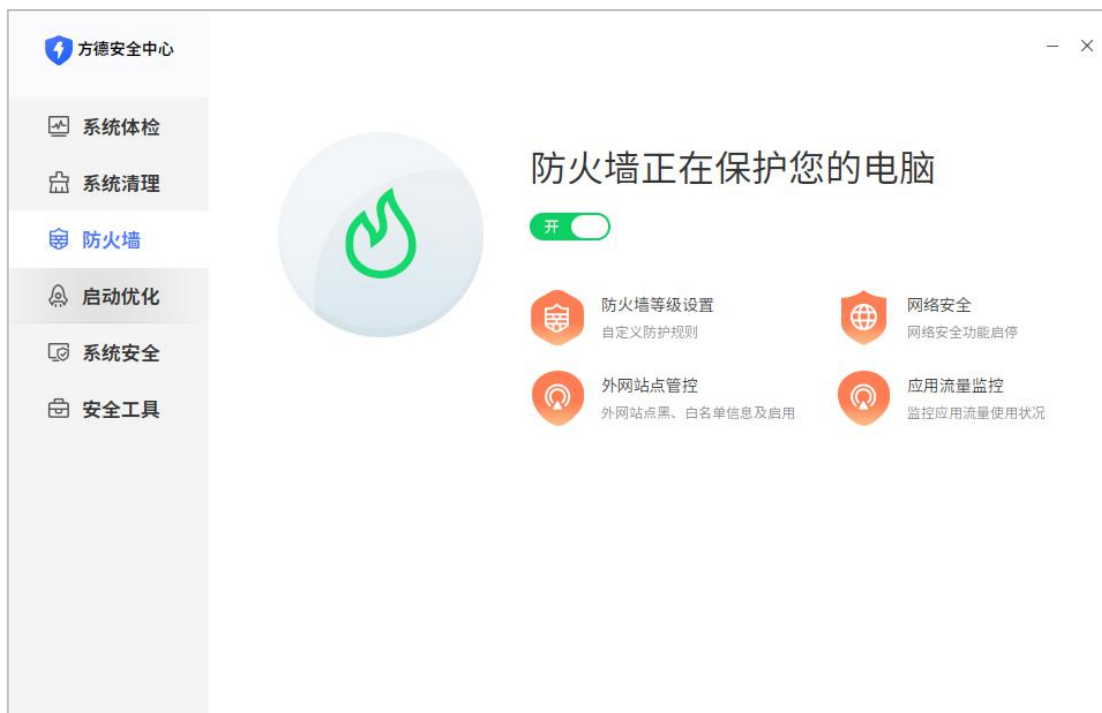 方德安全中心
系统体检
系统清理
防火墙
启动优化
系统安全
安全工具
防火墙正在保护您的电脑
开
防火墙等级设置
自定义防护规则
网络安全
网络安全功能启停
外网站点管控
外网站点黑、白名单信息及启用
应用流量监控
监控应用流量使用状况